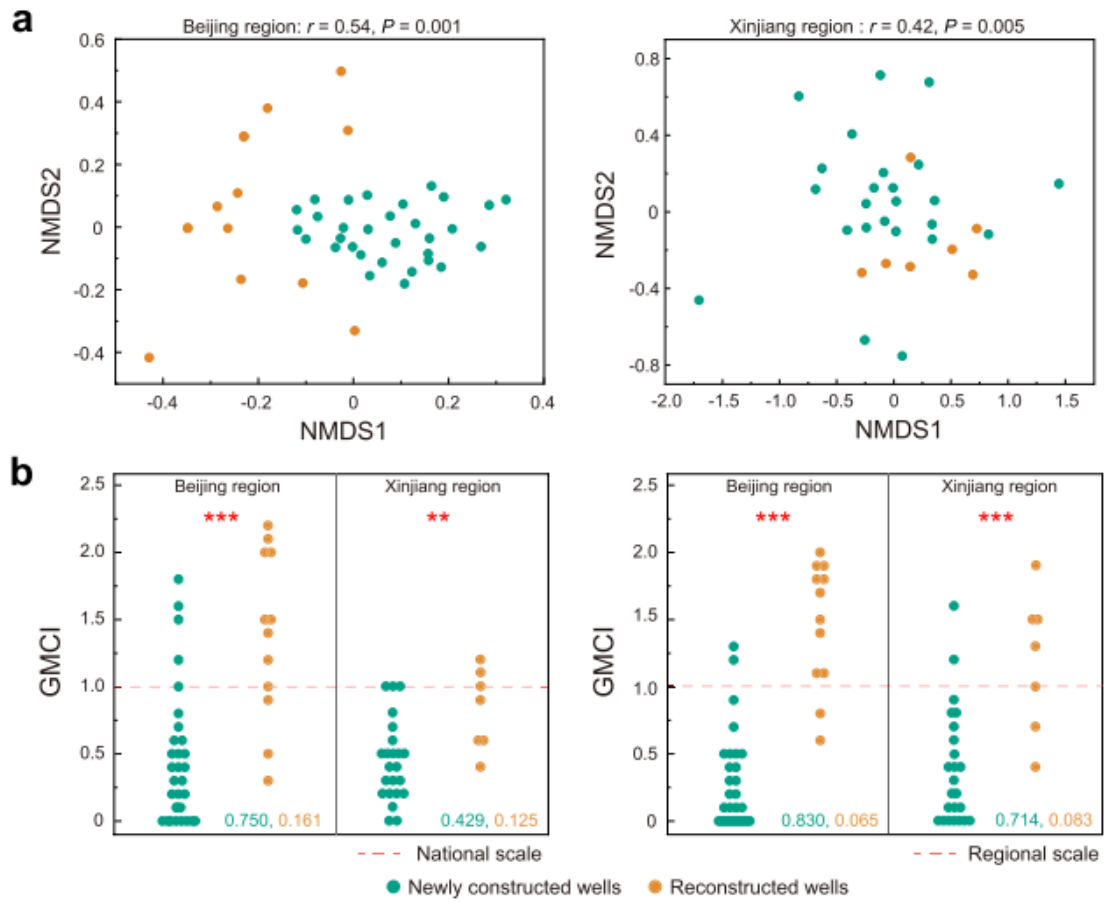 a
Beijing region: r = 0.54, P = 0.001
Xinjiang region : r = 0.42, P = 0.005
0.6
0.4
0.2
0
-0.2
-0.4
NMDS2
-0.4
-0.2
0
0.2
0.4
NMDS1
0.8
0.4
0
-0.4
-0.8
NMDS2
-2.0
-1.5
-1.0
-0.5
0
0.5
1.0
1.5
NMDS1
b
2.5
2.0
1.5
1.0
0.5
0
GMCI
Beijing region
***
0.750, 0.161
Xinjiang region
**
0.429, 0.125
National scale
2.5
2.0
1.5
1.0
0.5
0
GMCI
Beijing region
***
0.830, 0.065
Xinjiang region
***
0.714, 0.083
Regional scale
Newly constructed wells
Reconstructed wells